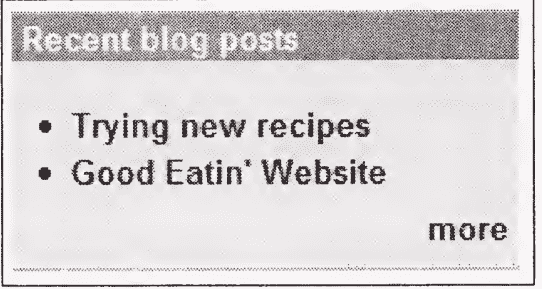 Recent blog posts
• Trying new recipes
• Good Eatin' Website
more